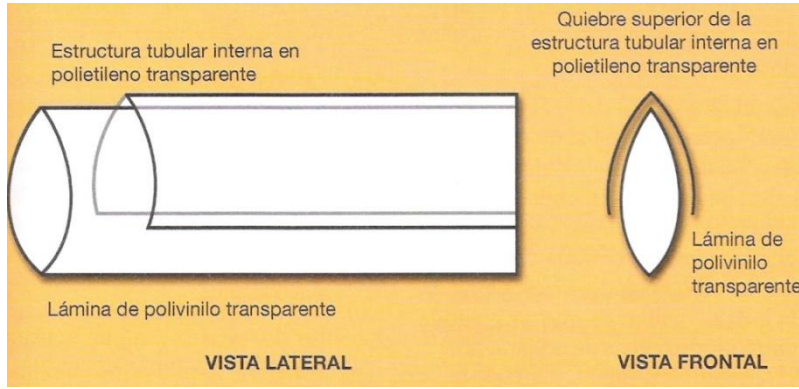 Estructura tubular interna en
polietileno transparente
Quiebre superior de la
estructura tubular interna en
polietileno transparente
Lámina de
polivinilo
transparente
Lámina de polivinilo transparente
VISTA LATERAL
VISTA FRONTAL